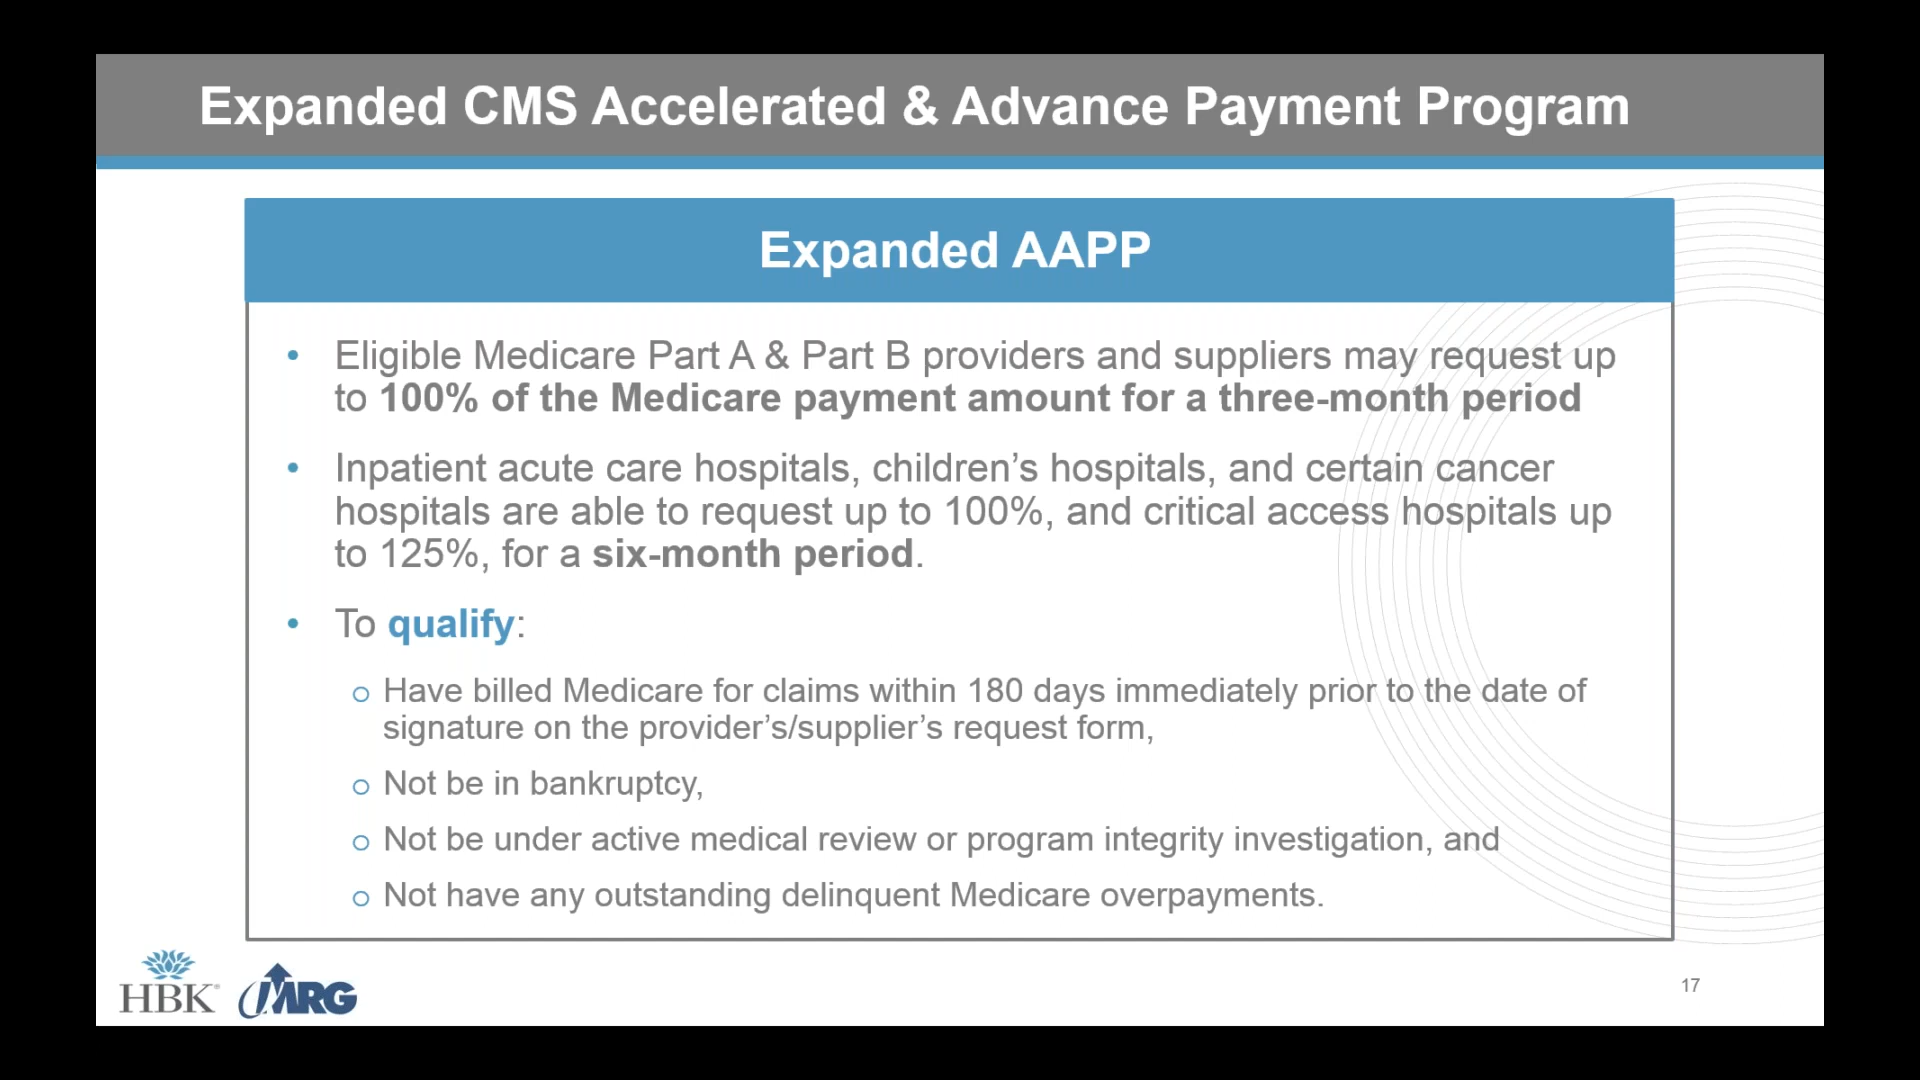 Expanded CMS Accelerated & Advance Payment Program
Expanded AAPP
• Eligible Medicare Part A & Part B providers and suppliers may request up
to 100% of the Medicare payment amount for a three-month period
• Inpatient acute care hospitals, children’s hospitals, and certain cancer
hospitals are able to request up to 100%, and critical access hospitals up
to 125%, for a six-month period.
• To qualify:
o Have billed Medicare for claims within 180 days immediately prior to the date of
signature on the provider’s/supplier’s request form,
o Not be in bankruptcy,
o Not be under active medical review or program integrity investigation, and
o Not have any outstanding delinquent Medicare overpayments.
HBK
MRG
17